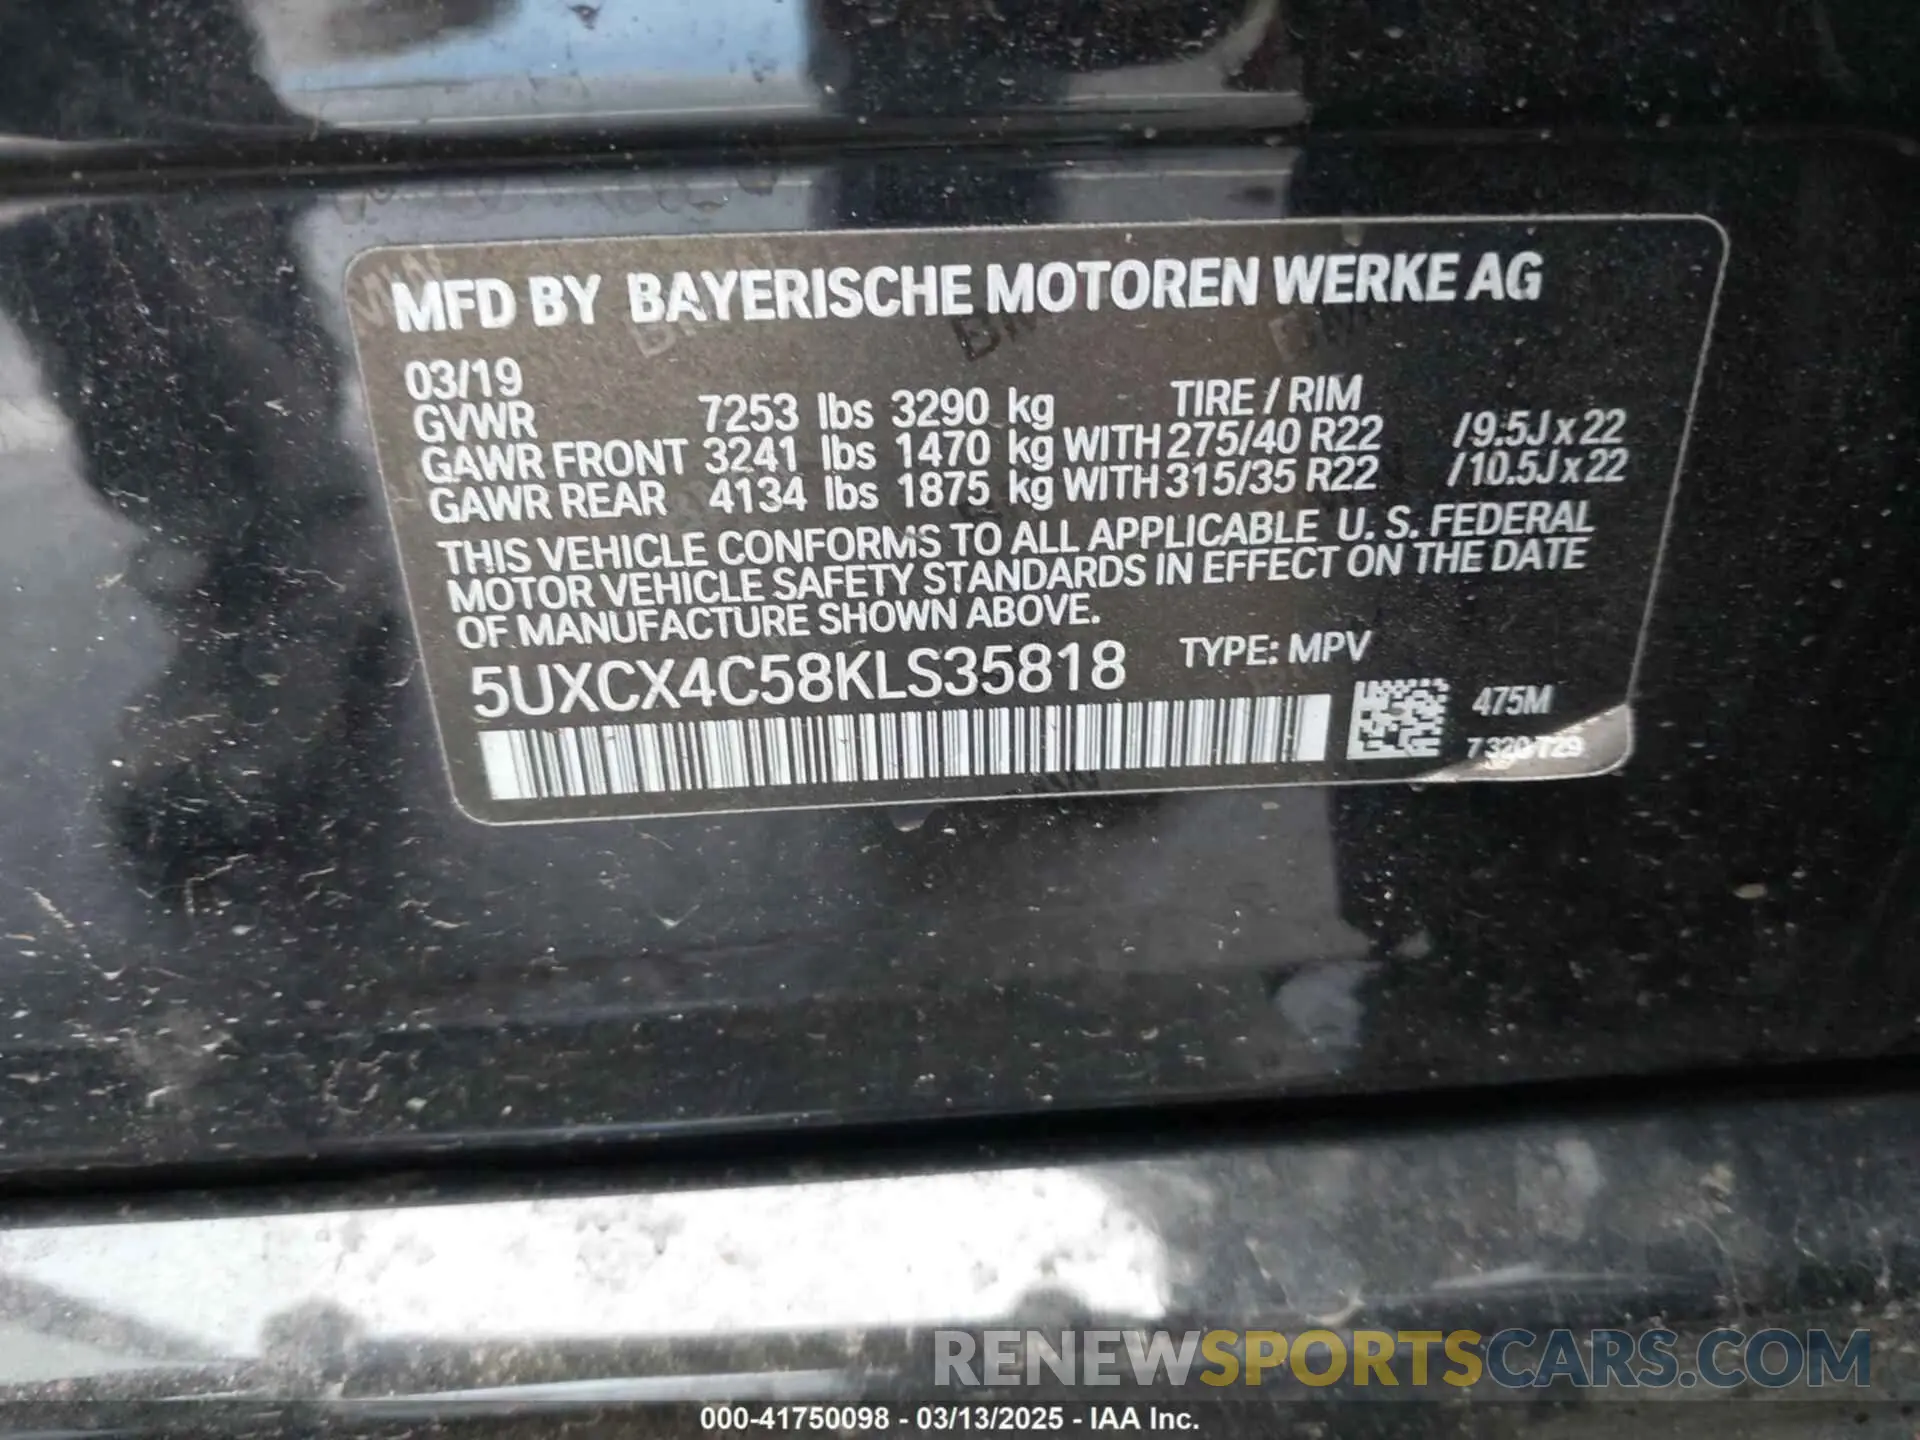 MFD BY BAYERISCHE MOTOREN WERKE AG
03/19 TIRE / RIM
GVWR 7253 lbs 3290 kg
GAWR FRONT 3241 lbs 1470 kg WITH 275/40 R22 /9.5J x 22
GAWR REAR 4134 lbs 1875 kg WITH 315/35 R22 /10.5J x 22
THIS VEHICLE CONFORMS TO ALL APPLICABLE U. S. FEDERAL
MOTOR VEHICLE SAFETY STANDARDS IN EFFECT ON THE DATE
OF MANUFACTURE SHOWN ABOVE.
5UXCX4C58KLS35818 TYPE: MPV
475M
7 320 729
RENEWSPORTSCARS.COM
000-41750098 - 03/13/2025 - IAA Inc.